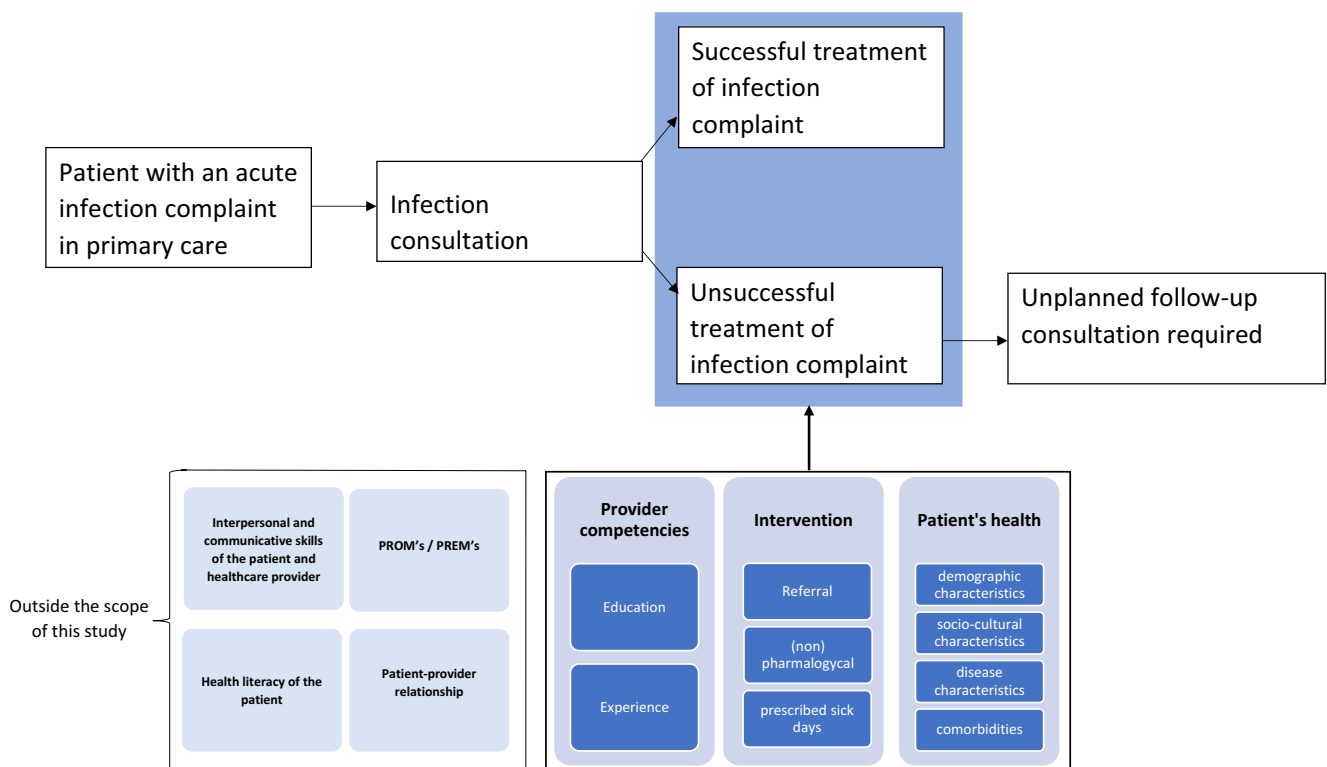 Successful treatment
of infection
complaint
Patient with an acute
infection complaint
in primary care
Infection
consultation
Unsuccessful
treatment of
infection complaint
Unplanned follow-up
consultation required
Outside the scope
of this study
Interpersonal and
communicative skills
of the patient and
healthcare provider
PROM's / PREM's
Health literacy of the
patient
Patient-provider
relationship
Provider
competencies
Education
Experience
Intervention
Referral
(non)
pharmalogycal
prescribed sick
days
Patient's health
demographic
characteristics
socio-cultural
characteristics
disease
characteristics
comorbidities